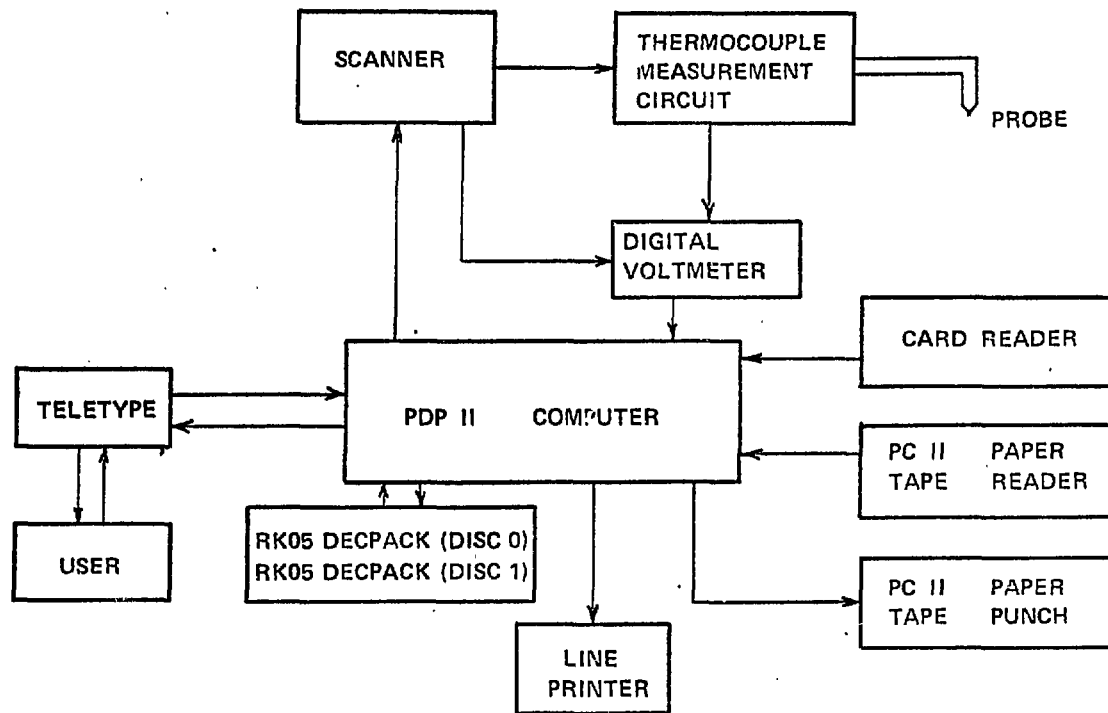 SCANNER
THERMOCOUPLE
MEASUREMENT
CIRCUIT
PROBE
DIGITAL
VOLTMETER
CARD READER
TELETYPE
PDP II COMPUTER
PC II PAPER
TAPE READER
USER
RK05 DECPACK (DISC 0)
RK05 DECPACK (DISC 1)
PC II PAPER
TAPE PUNCH
LINE
PRINTER